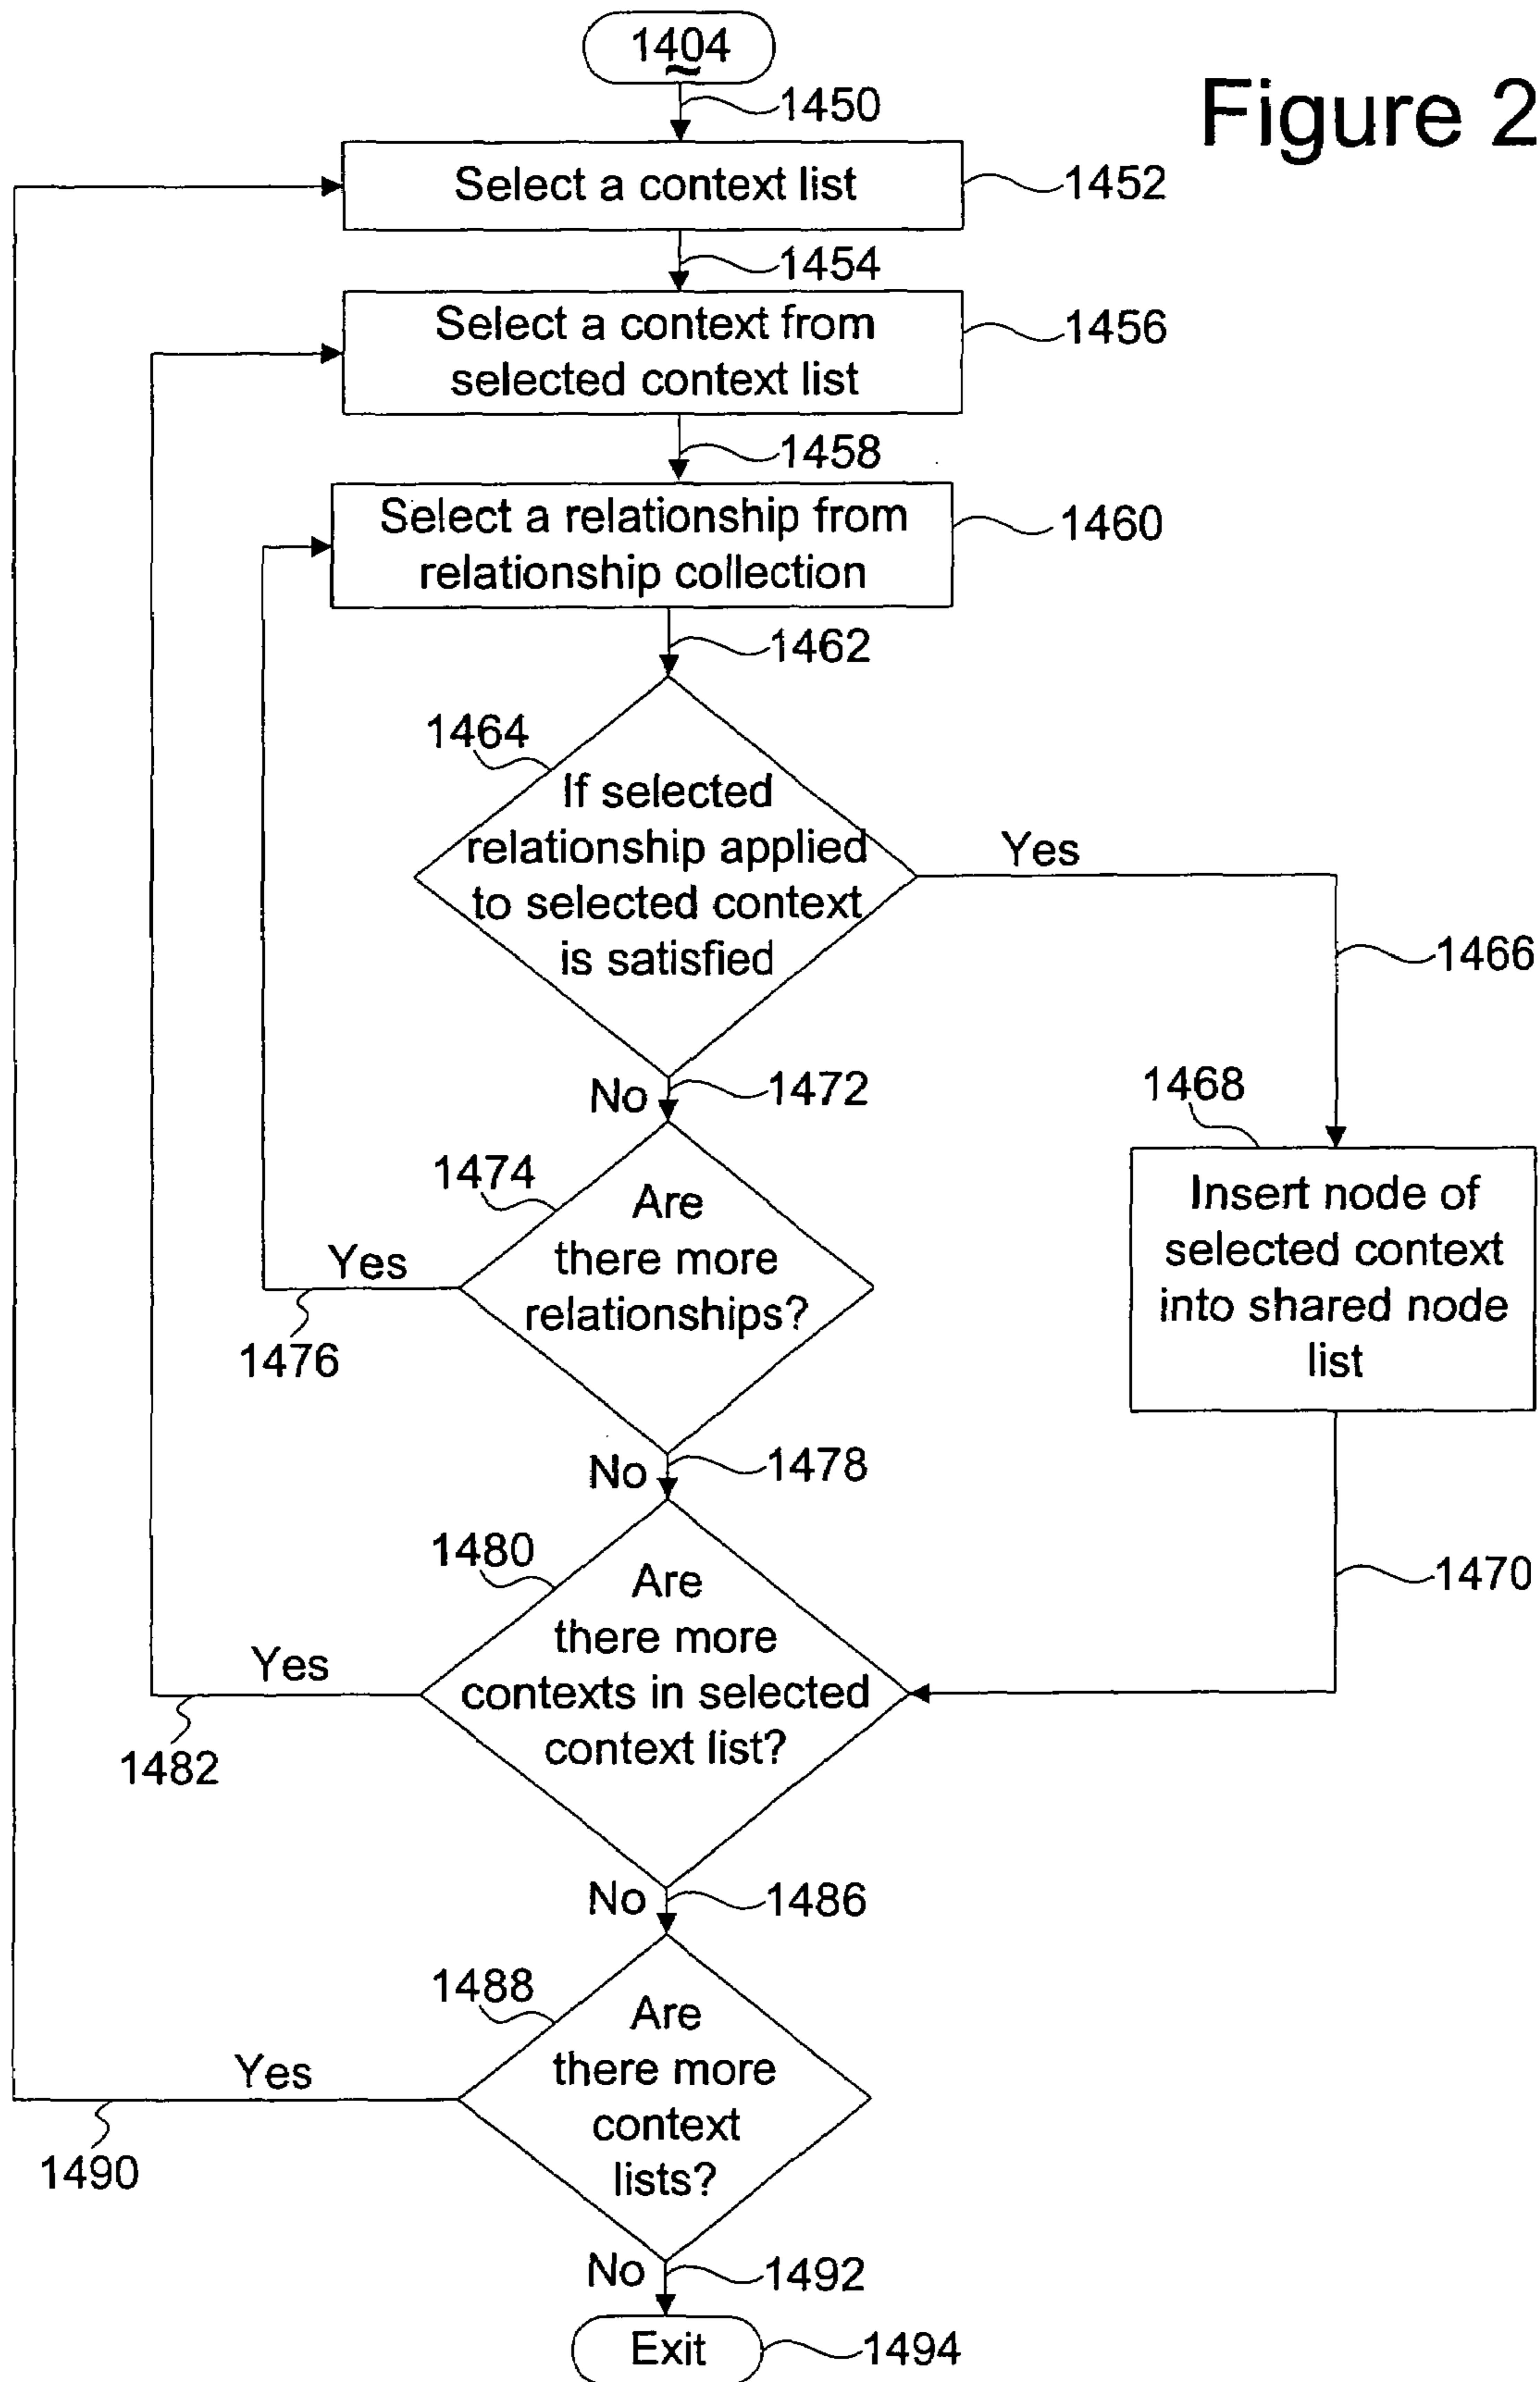 1404
Figure 2
1450
Select a context list
1452
1454
Select a context from
selected context list
1456
1458
Select a relationship from
relationship collection
1460
1462
1464
If selected
relationship applied
to selected context
is satisfied
Yes
1466
No
1472
1468
Insert node of
selected context
into shared node
list
1474
Are
there more
relationships?
Yes
1476
No
1478
1470
1480
Are
there more
contexts in selected
context list?
Yes
1482
No
1486
1488
Are
there more
context
lists?
Yes
1490
No
1492
Exit
1494